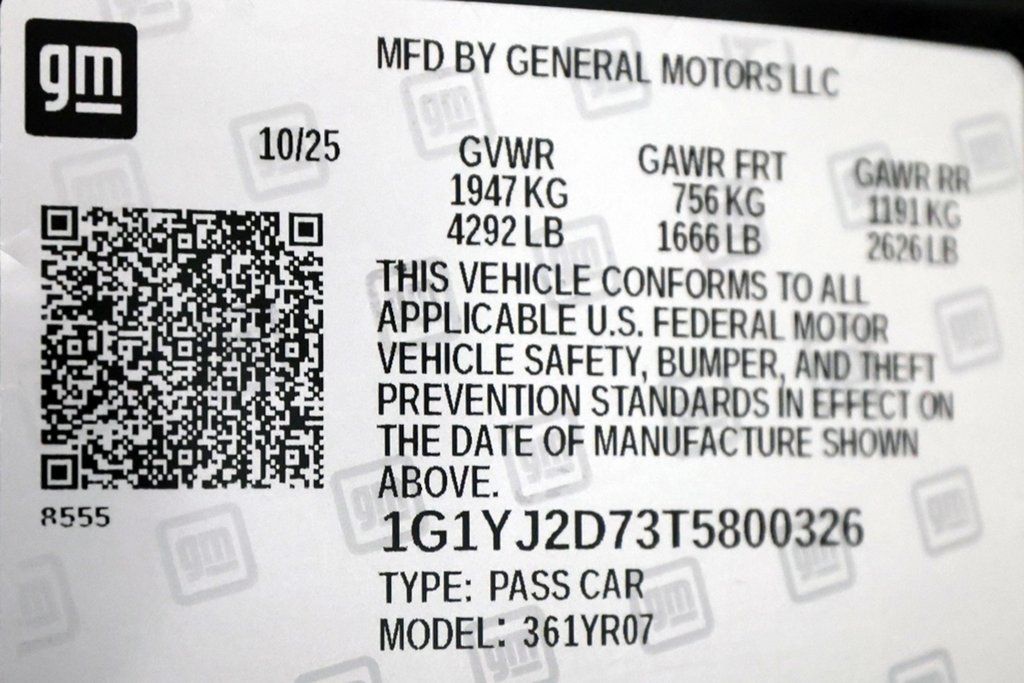 gm
MFD BY GENERAL MOTORS LLC
10/25
GVWR GAWR FRT GAWR RR
1947 KG 756 KG 1191 KG
4292 LB 1666 LB 2626 LB
THIS VEHICLE CONFORMS TO ALL
APPLICABLE U.S. FEDERAL MOTOR
VEHICLE SAFETY, BUMPER, AND THEFT
PREVENTION STANDARDS IN EFFECT ON
THE DATE OF MANUFACTURE SHOWN
ABOVE.
8555
1G1YJ2D73T5800326
TYPE: PASS CAR
MODEL: 361YR07